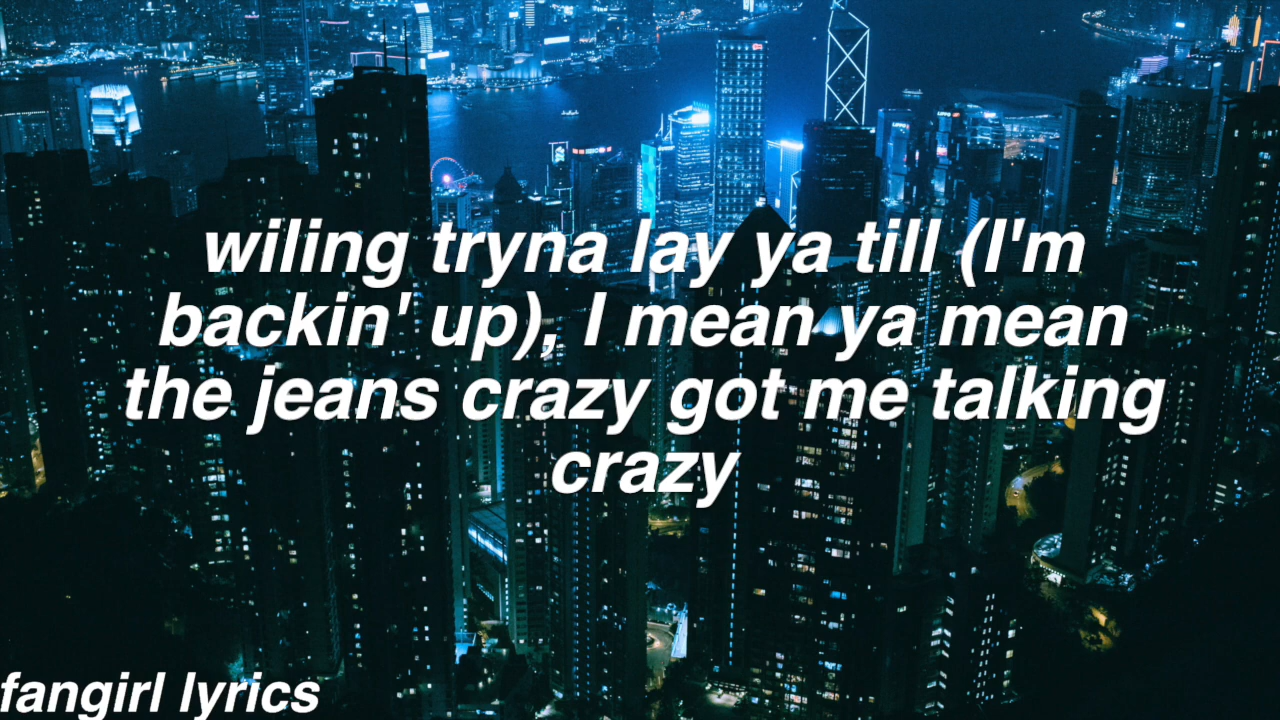 wiling tryna lay ya till (I'm
backin' up), I mean ya mean
the jeans crazy got me talking
crazy
fangirl lyrics